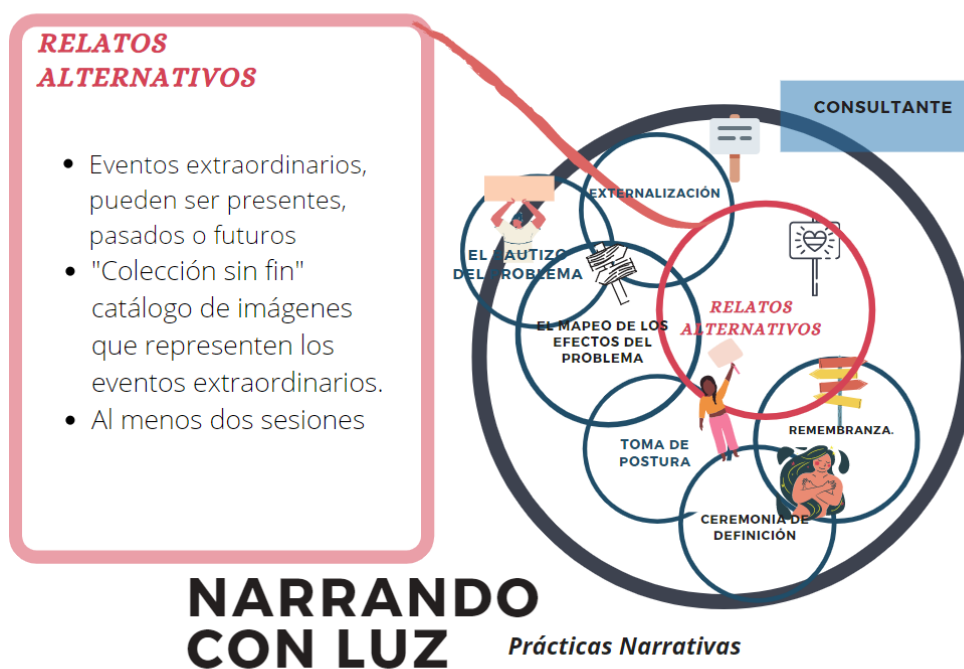 RELATOS
ALTERNATIVOS
• Eventos extraordinarios,
pueden ser presentes,
pasados o futuros
• "Colección sin fin"
catálogo de imágenes
que representen los
eventos extraordinarios.
• Al menos dos sesiones
CONSULTANTE
EXTERNALIZACIÓN
EL BAUTIZO
DEL PROBLEMA
EL MAPEO DE LOS
EFECTOS DEL
PROBLEMA
RELATOS
ALTERNATIVOS
REMEMBRANZA.
TOMA DE
POSTURA
CEREMONIA DE
DEFINICIÓN
NARRANDO
CON LUZ
Prácticas Narrativas